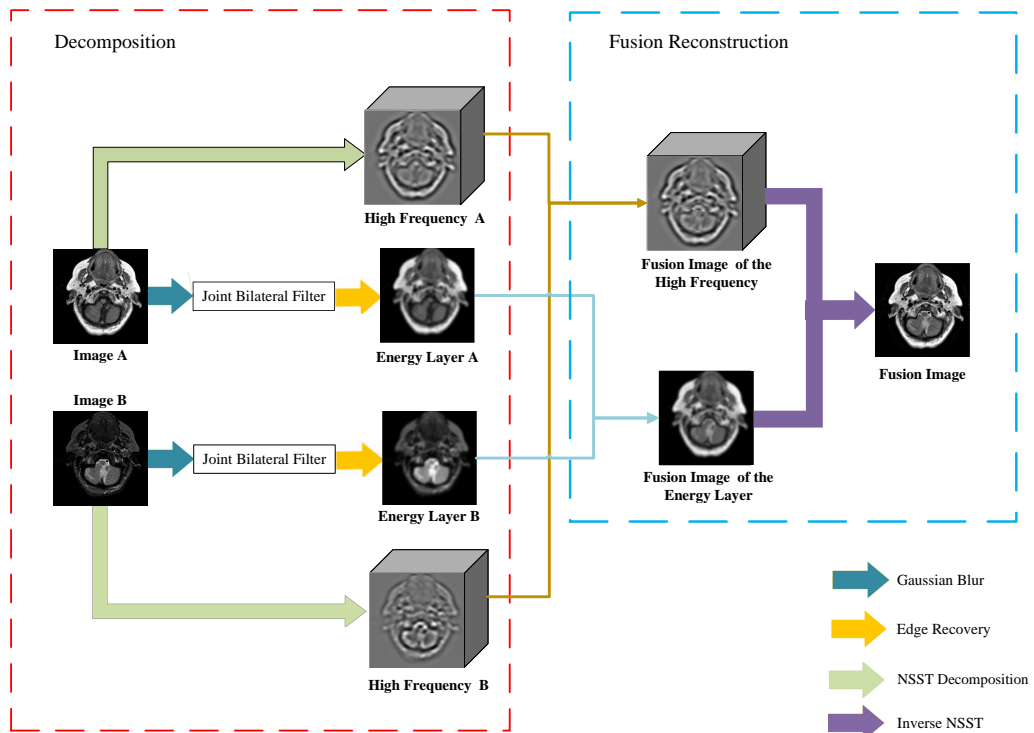 Decomposition
High Frequency A
Joint Bilateral Filter
Image A
Energy Layer A
Image B
Joint Bilateral Filter
Energy Layer B
High Frequency B
Fusion Reconstruction
Fusion Image of the
High Frequency
Fusion Image
Fusion Image of the
Energy Layer
Gaussian Blur
Edge Recovery
NSST Decomposition
Inverse NSST